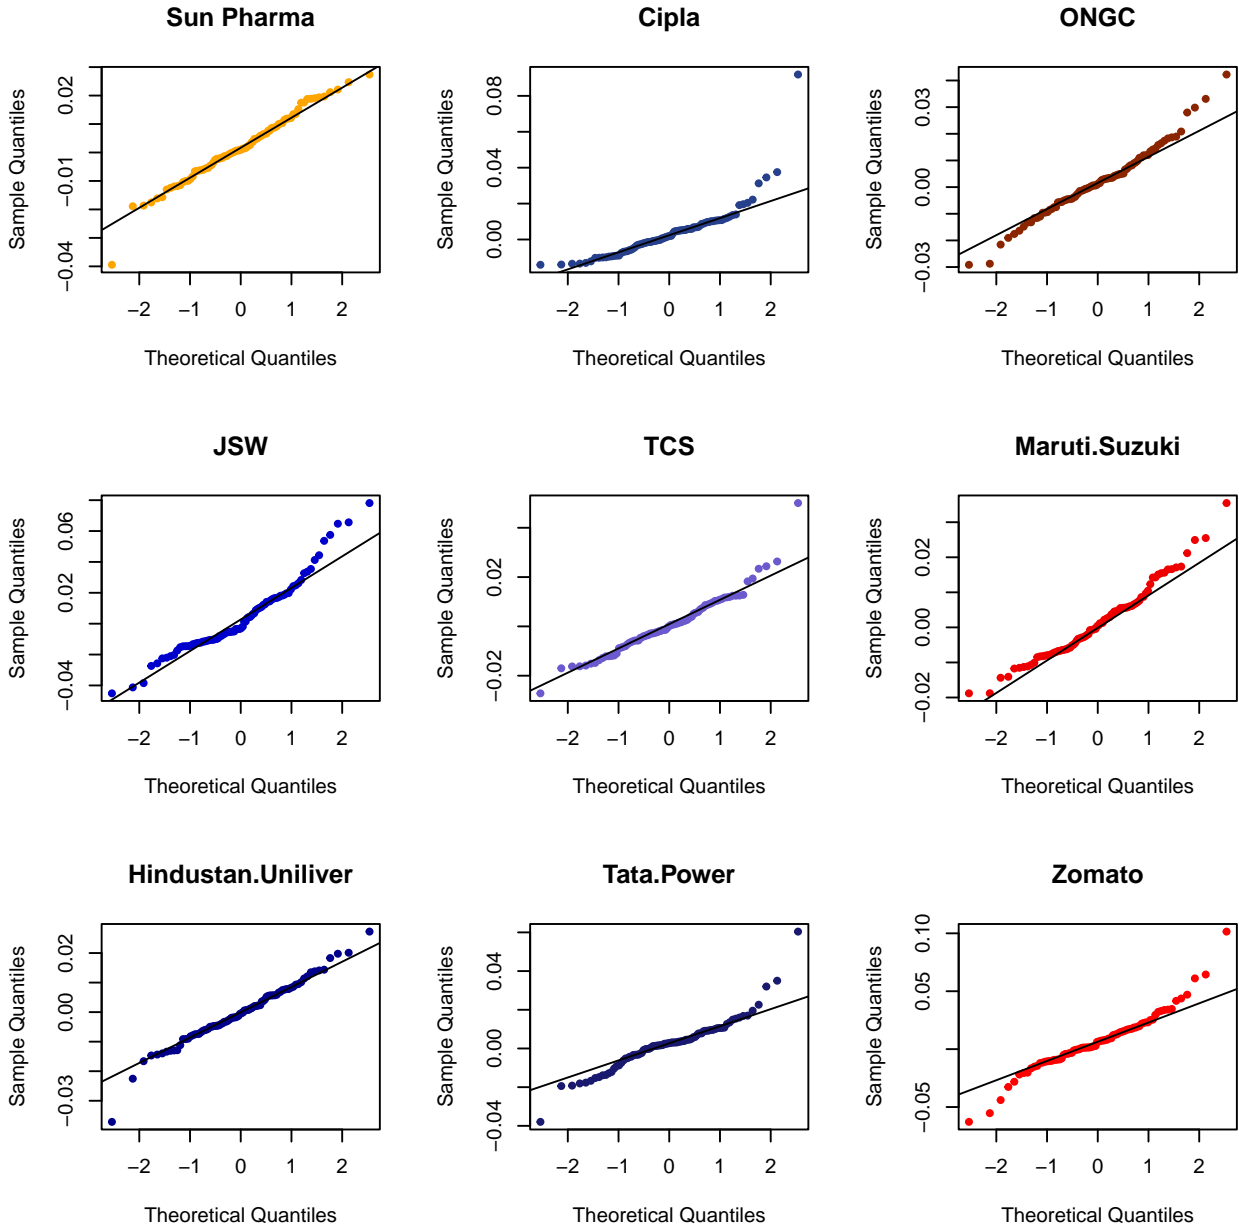 Sun Pharma
Sample Quantiles
0.02
−0.01
−0.04
−2 −1 0 1 2
Theoretical Quantiles
Cipla
Sample Quantiles
0.08
0.04
0.00
−2 −1 0 1 2
Theoretical Quantiles
ONGC
Sample Quantiles
0.03
0.00
−0.03
−2 −1 0 1 2
Theoretical Quantiles
JSW
Sample Quantiles
0.06
0.02
−0.04
−2 −1 0 1 2
Theoretical Quantiles
TCS
Sample Quantiles
0.02
−0.02
−2 −1 0 1 2
Theoretical Quantiles
Maruti.Suzuki
Sample Quantiles
0.02
0.00
−0.02
−2 −1 0 1 2
Theoretical Quantiles
Hindustan.Uniliver
Sample Quantiles
0.02
0.00
−0.03
−2 −1 0 1 2
Theoretical Quantiles
Tata.Power
Sample Quantiles
0.04
0.00
−0.04
−2 −1 0 1 2
Theoretical Quantiles
Zomato
Sample Quantiles
0.10
0.05
−0.05
−2 −1 0 1 2
Theoretical Quantiles